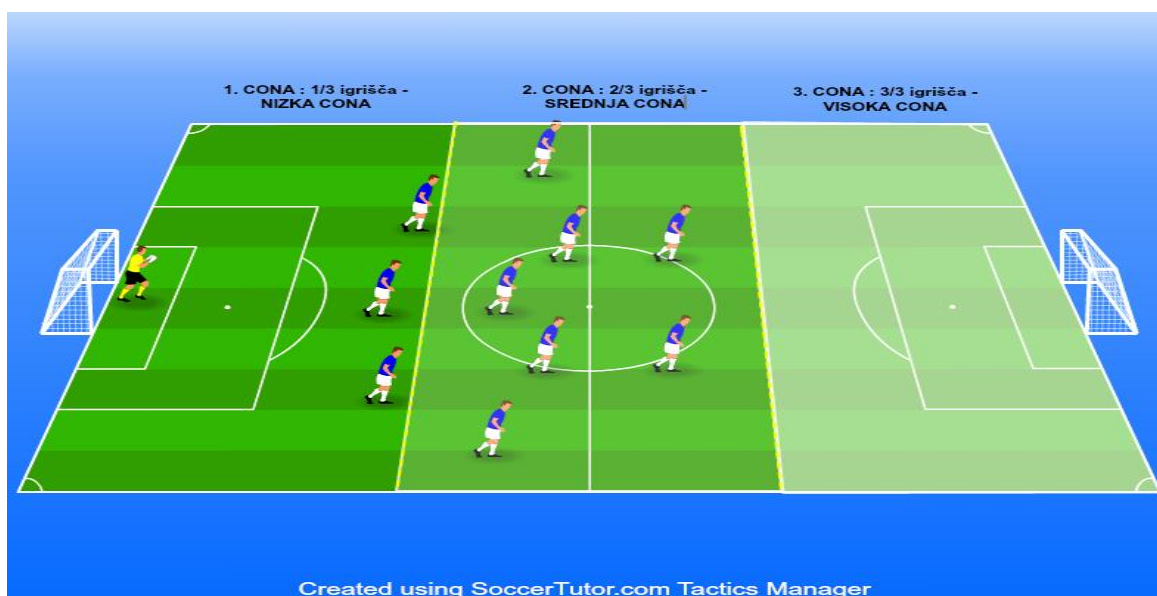 1. CONA : 1/3 igrišča -
NIZKA CONA
2. CONA : 2/3 igrišča -
SREDNJA CONA
3. CONA : 3/3 igrišča -
VISOKA CONA
Created using SoccerTutor.com Tactics Manager